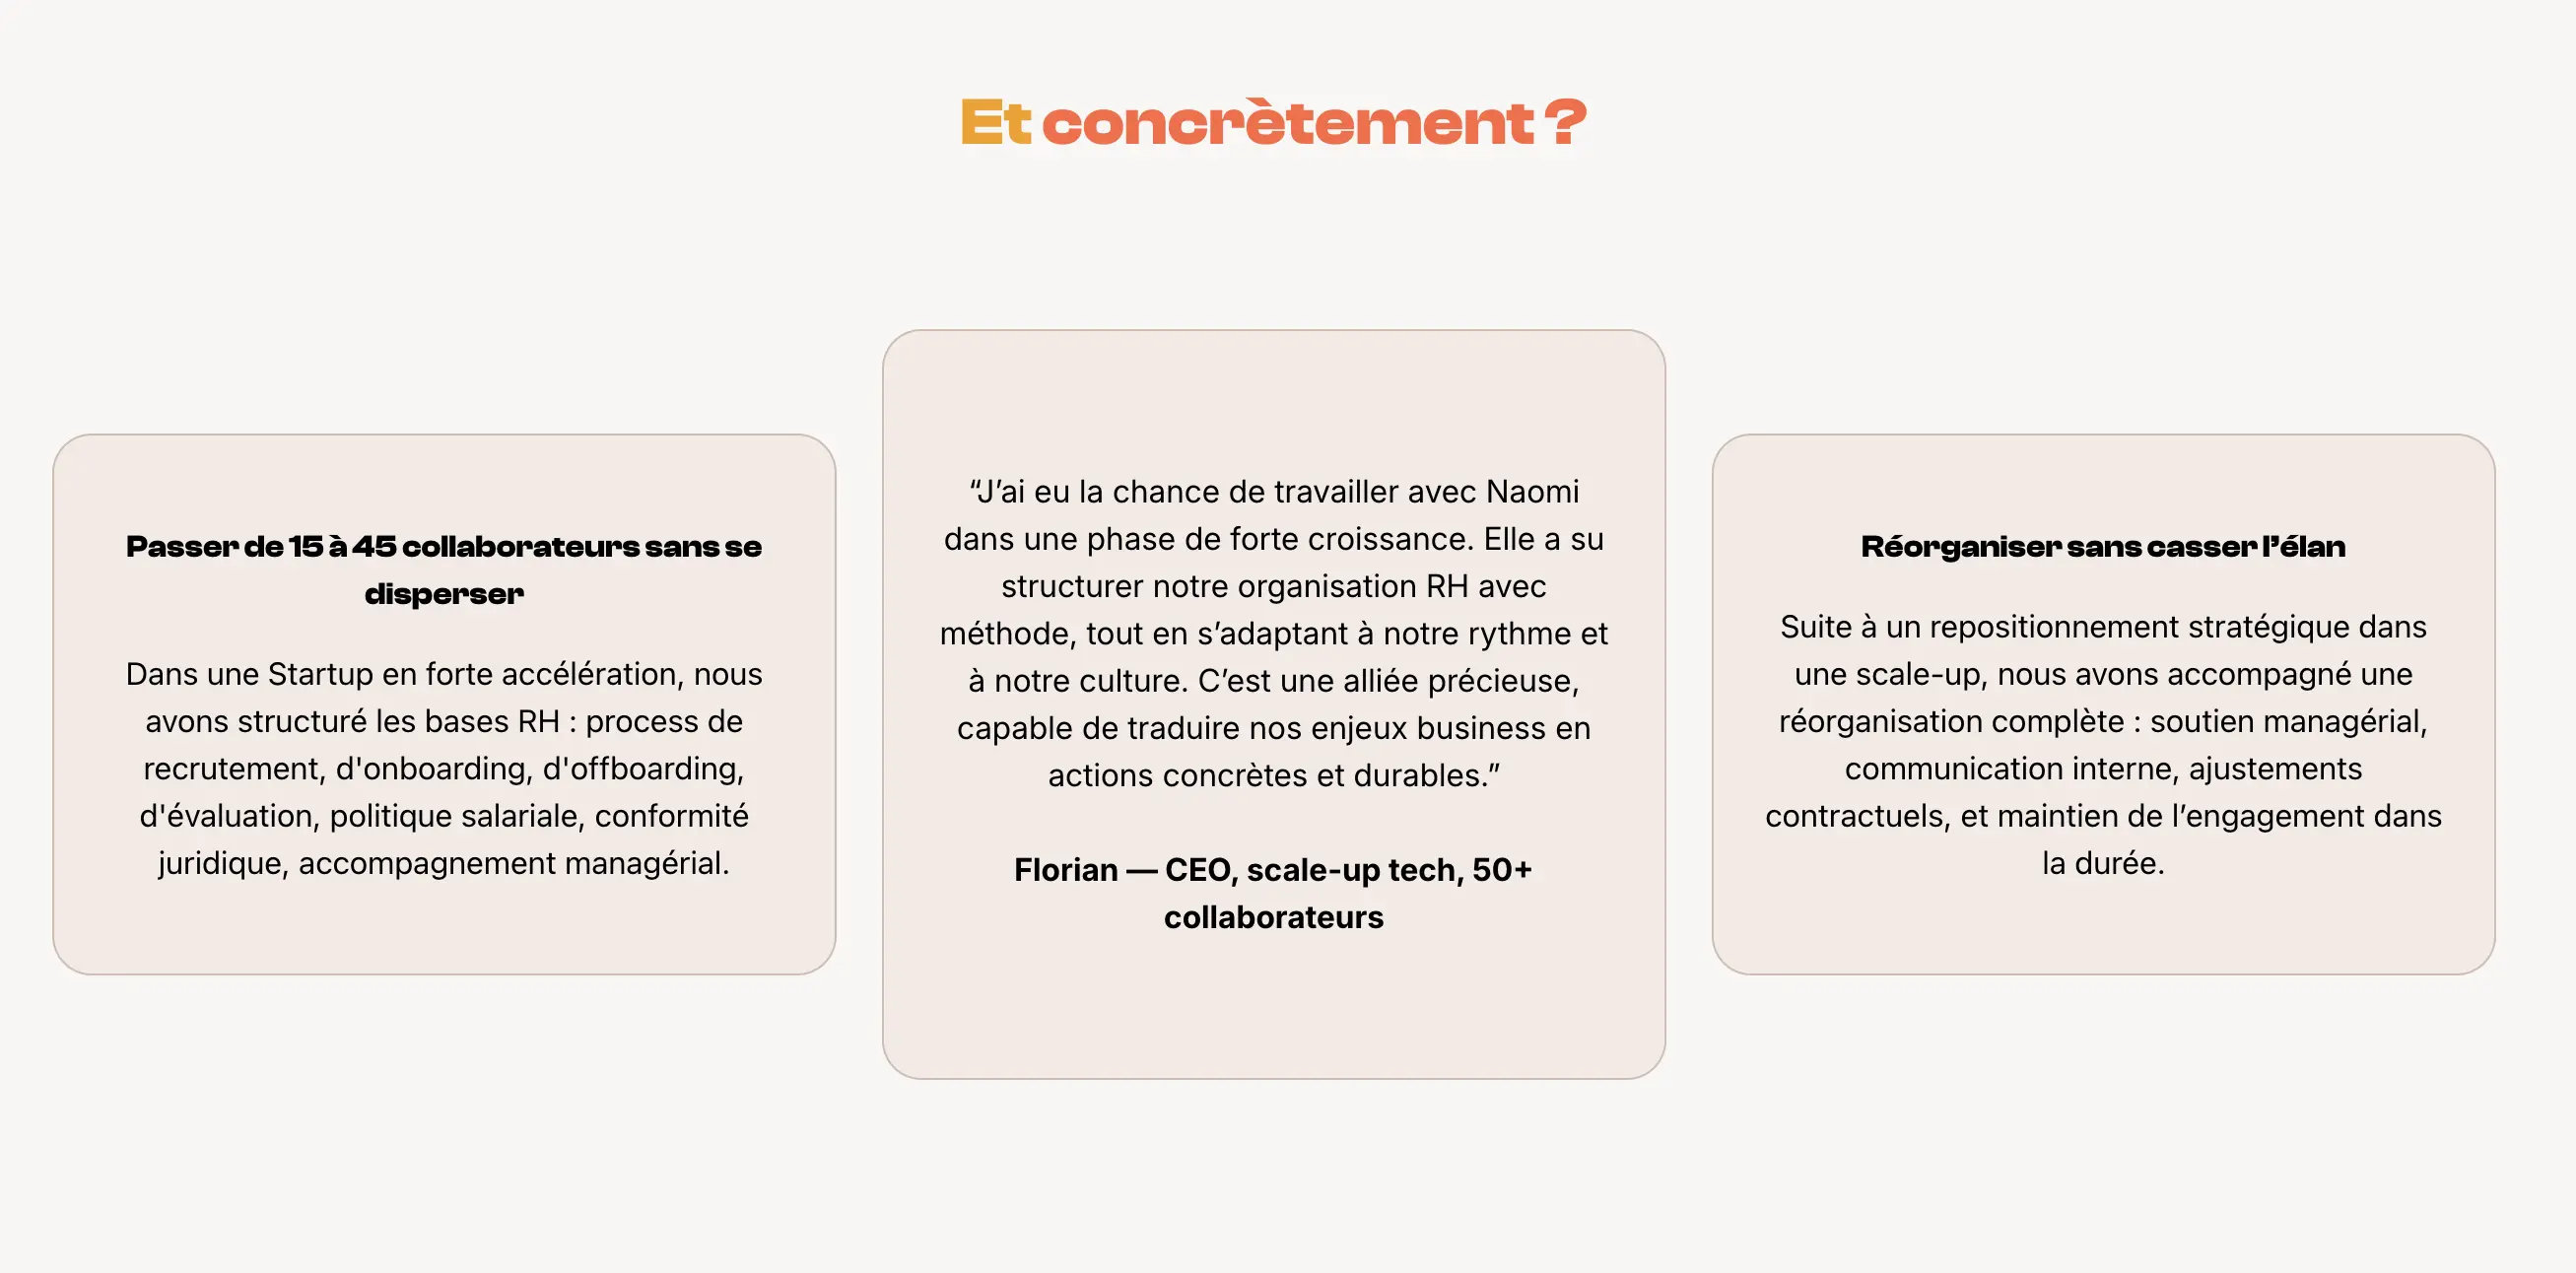 Et concrètement ?
Passer de 15 à 45 collaborateurs sans se
disperser
Dans une Startup en forte accélération, nous
avons structuré les bases RH : process de
recrutement, d'onboarding, d'offboarding,
d'évaluation, politique salariale, conformité
juridique, accompagnement managérial.
“J’ai eu la chance de travailler avec Naomi
dans une phase de forte croissance. Elle a su
structurer notre organisation RH avec
méthode, tout en s’adaptant à notre rythme et
à notre culture. C’est une alliée précieuse,
capable de traduire nos enjeux business en
actions concrètes et durables.”
Florian — CEO, scale-up tech, 50+
collaborateurs
Réorganiser sans casser l’élan
Suite à un repositionnement stratégique dans
une scale-up, nous avons accompagné une
réorganisation complète : soutien managérial,
communication interne, ajustements
contractuels, et maintien de l’engagement dans
la durée.